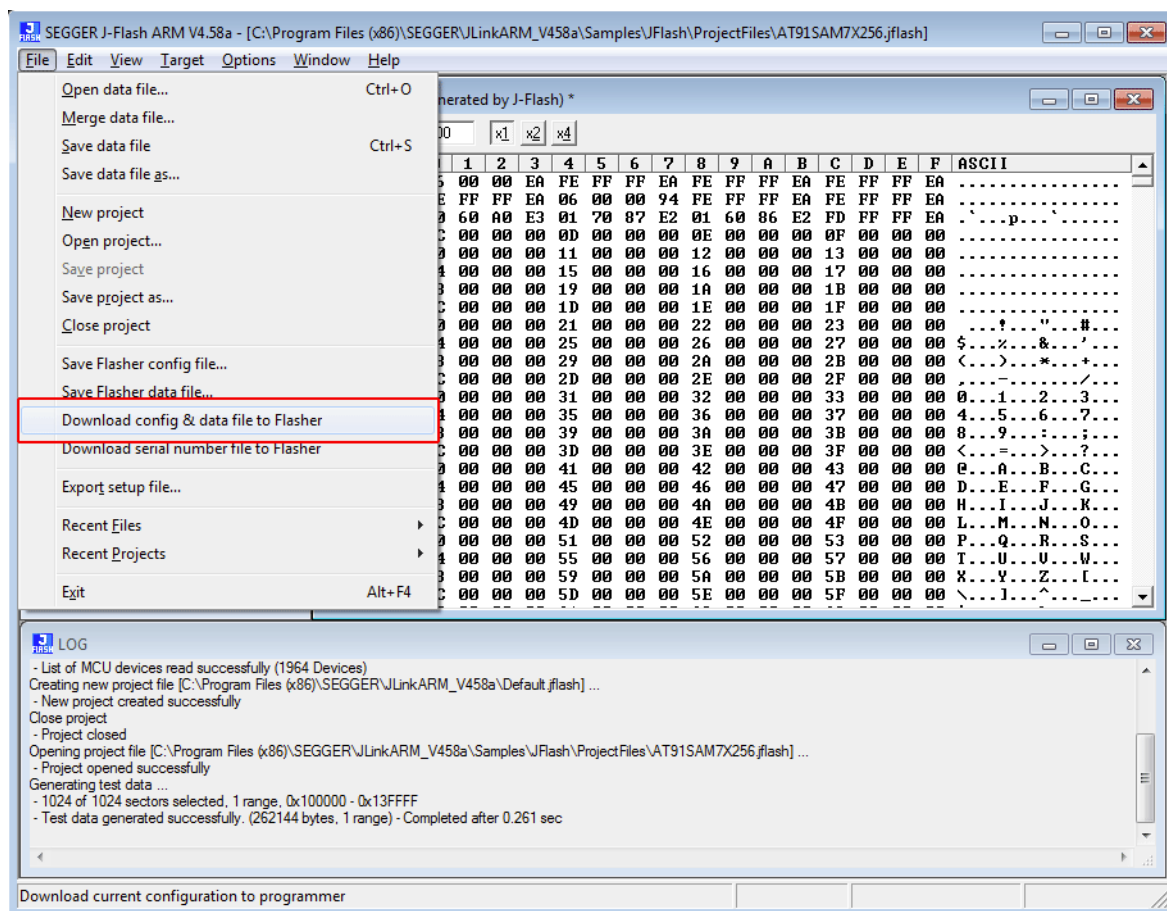 SEGGER J-Flash ARM V4.58a - [C:\Program Files (x86)\SEGGER\JLinkARM_V458a\Samples\JFlash\ProjectFiles\AT91SAM7X256.jflash]
File Edit View Target Options Window Help
Open data file... Ctrl+O
Merge data file...
Save data file Ctrl+S
Save data file as...
New project
Open project...
Save project
Save project as...
Close project
Save Flasher config file...
Save Flasher data file...
Download config & data file to Flasher
Download serial number file to Flasher
Export setup file...
Recent Files
Recent Projects
Exit Alt+F4
nerated by J-Flash) *
x1 x2 x4
1 2 3 4 5 6 7 8 9 A B C D E F ASCII
00 00 EA FE FF FF EA FE FF FF EA FE FF FF EA ................
FF FF EA 06 00 00 94 FE FF FF EA FE FF FF EA ................
60 A0 E3 01 70 87 E2 01 60 86 E2 FD FF FF EA .`...p...`......
00 00 00 0D 00 00 00 0E 00 00 00 0F 00 00 00 ................
00 00 00 11 00 00 00 12 00 00 00 13 00 00 00 ................
00 00 00 15 00 00 00 16 00 00 00 17 00 00 00 ................
00 00 00 19 00 00 00 1A 00 00 00 1B 00 00 00 ................
00 00 00 1D 00 00 00 1E 00 00 00 1F 00 00 00 ................
00 00 00 21 00 00 00 22 00 00 00 23 00 00 00 ....!..."...#...
00 00 00 25 00 00 00 26 00 00 00 27 00 00 00 $...%...&...'...
00 00 00 29 00 00 00 2A 00 00 00 2B 00 00 00 (...)...*...+...
00 00 00 2D 00 00 00 2E 00 00 00 2F 00 00 00 ,...-......./...
00 00 00 31 00 00 00 32 00 00 00 33 00 00 00 0...1...2...3...
00 00 00 35 00 00 00 36 00 00 00 37 00 00 00 4...5...6...7...
00 00 00 39 00 00 00 3A 00 00 00 3B 00 00 00 8...9...:...;...
00 00 00 3D 00 00 00 3E 00 00 00 3F 00 00 00 <...=...>...?...
00 00 00 41 00 00 00 42 00 00 00 43 00 00 00 @...A...B...C...
00 00 00 45 00 00 00 46 00 00 00 47 00 00 00 D...E...F...G...
00 00 00 49 00 00 00 4A 00 00 00 4B 00 00 00 H...I...J...K...
00 00 00 4D 00 00 00 4E 00 00 00 4F 00 00 00 L...M...N...O...
00 00 00 51 00 00 00 52 00 00 00 53 00 00 00 P...Q...R...S...
00 00 00 55 00 00 00 56 00 00 00 57 00 00 00 T...U...V...W...
00 00 00 59 00 00 00 5A 00 00 00 5B 00 00 00 X...Y...Z...[...
00 00 00 5D 00 00 00 5E 00 00 00 5F 00 00 00 \...]...^..._...
LOG
- List of MCU devices read successfully (1964 Devices)
Creating new project file [C:\Program Files (x86)\SEGGER\JLinkARM_V458a\Default.jflash] ...
- New project created successfully
Close project
- Project closed
Opening project file [C:\Program Files (x86)\SEGGER\JLinkARM_V458a\Samples\JFlash\ProjectFiles\AT91SAM7X256.jflash] ...
- Project opened successfully
Generating test data ...
- 1024 of 1024 sectors selected, 1 range, 0x100000 - 0x13FFFF
- Test data generated successfully. (262144 bytes, 1 range) - Completed after 0.261 sec
Download current configuration to programmer